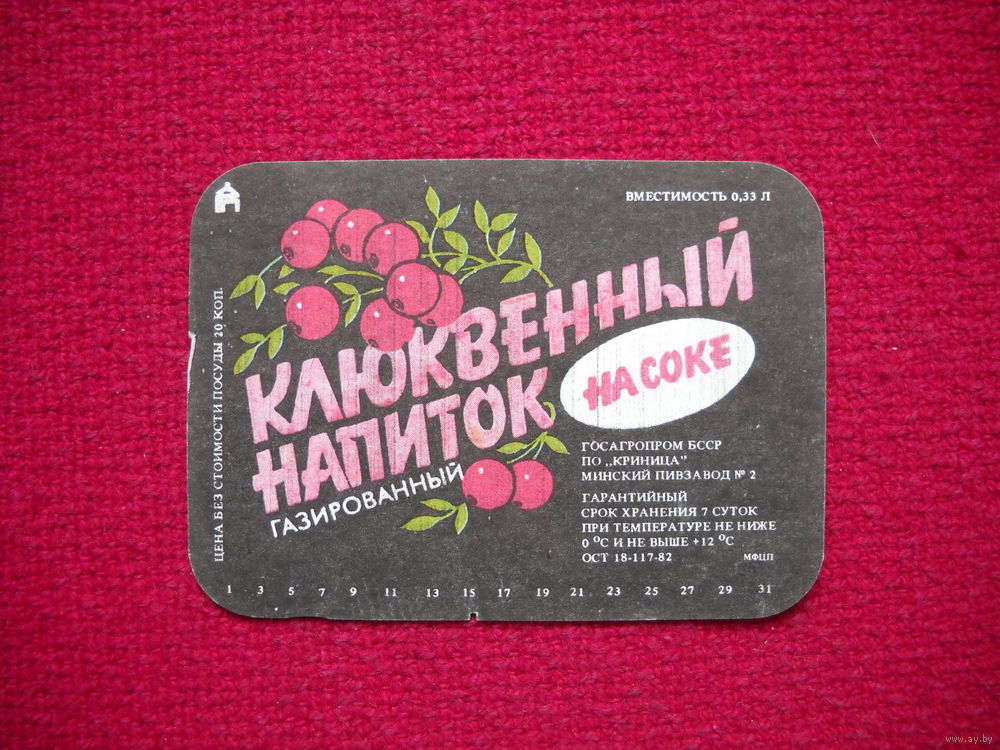 ВМЕСТИМОСТЬ 0,33 Л
КЛЮКВЕННЫЙ
НАПИТОК
НА СОКЕ
ГАЗИРОВАННЫЙ
ЦЕНА БЕЗ СТОИМОСТИ ПОСУДЫ 20 КОП.
ГОСАГРОПРОМ БССР
ПО „КРИНИЦА"
МИНСКИЙ ПИВЗАВОД № 2
ГАРАНТИЙНЫЙ
СРОК ХРАНЕНИЯ 7 СУТОК
ПРИ ТЕМПЕРАТУРЕ НЕ НИЖЕ
0 °С И НЕ ВЫШЕ +12 °С
ОСТ 18-117-82 МФЦП
1 3 5 7 9 11 13 15 17 19 21 23 25 27 29 31
www.ay.by